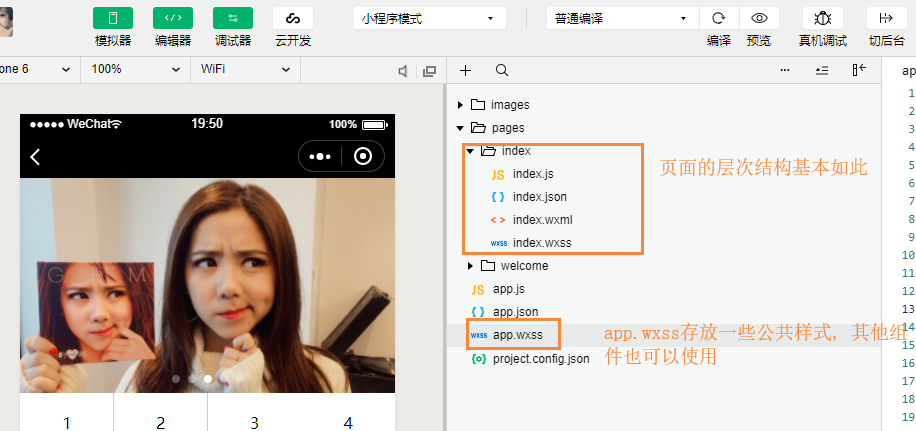 模拟器 编辑器 调试器 云开发
小程序模式
普通编译
编译 预览 真机调试 切后台
one 6 100% WiFi
WeChat 19:50 100%
1 2 3 4
images
pages
index
JS index.js
{ } index.json
< > index.wxml
wxss index.wxss
welcome
JS app.js
{ } app.json
wxss app.wxss
{o} project.config.json
页面的层次结构基本如此
app.wxss存放一些公共样式, 其他组
件也可以使用
ap
1
2
3
4
5
6
7
8
9
10
11
12
13
14
15
16
17
18
19